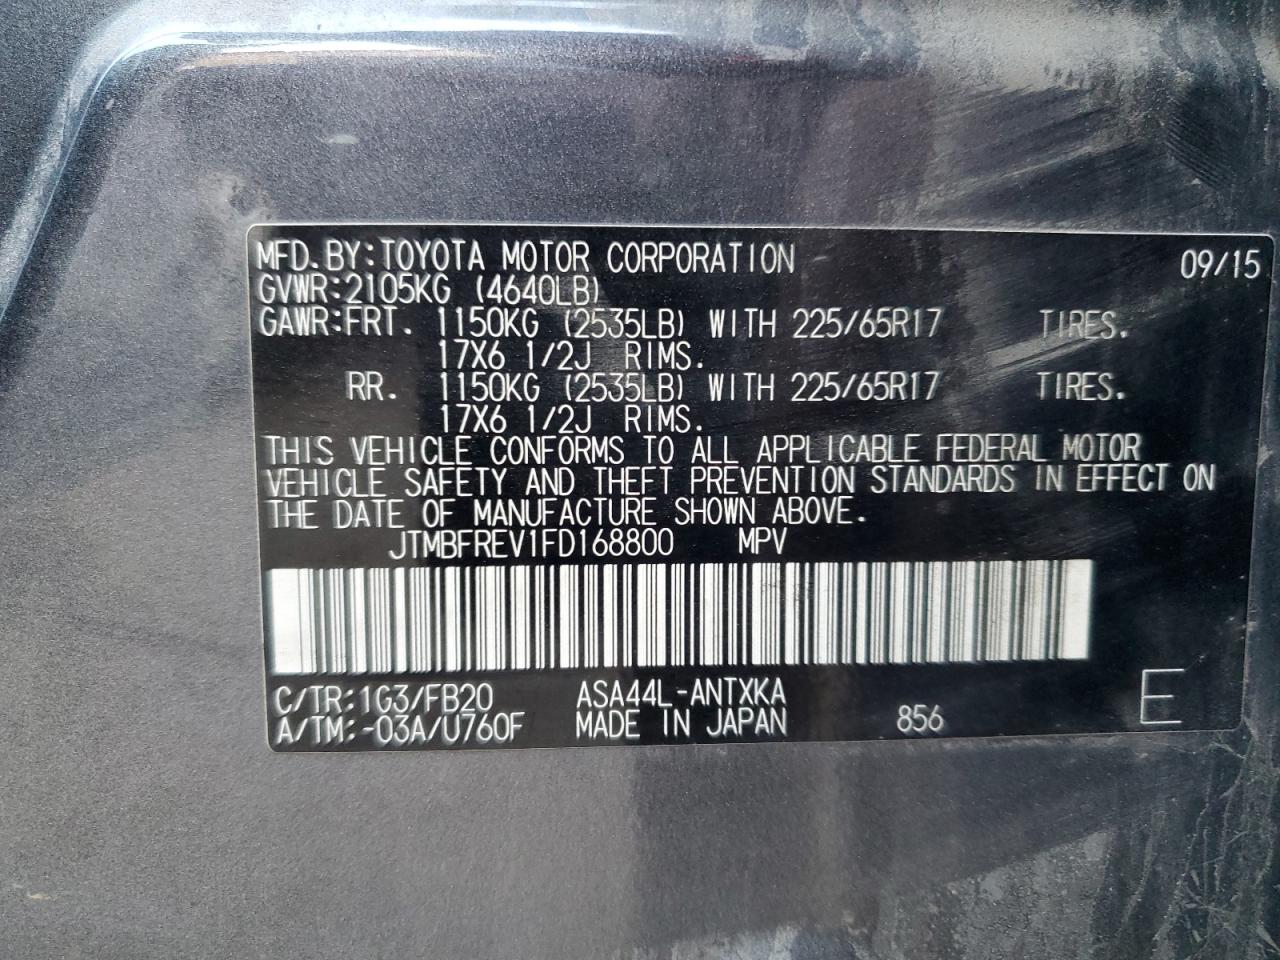 MFD. BY: TOYOTA MOTOR CORPORATION 09/15
GVWR: 2105KG (4640LB)
GAWR: FRT. 1150KG (2535LB) WITH 225/65R17 TIRES.
17X6 1/2J RIMS.
RR. 1150KG (2535LB) WITH 225/65R17 TIRES.
17X6 1/2J RIMS.
THIS VEHICLE CONFORMS TO ALL APPLICABLE FEDERAL MOTOR
VEHICLE SAFETY AND THEFT PREVENTION STANDARDS IN EFFECT ON
THE DATE OF MANUFACTURE SHOWN ABOVE.
JTMBFREV1FD168800 MPV
C/TR: 1G3/FB20 ASA44L-ANTXKA
A/TM: -03A/U760F MADE IN JAPAN 856 E